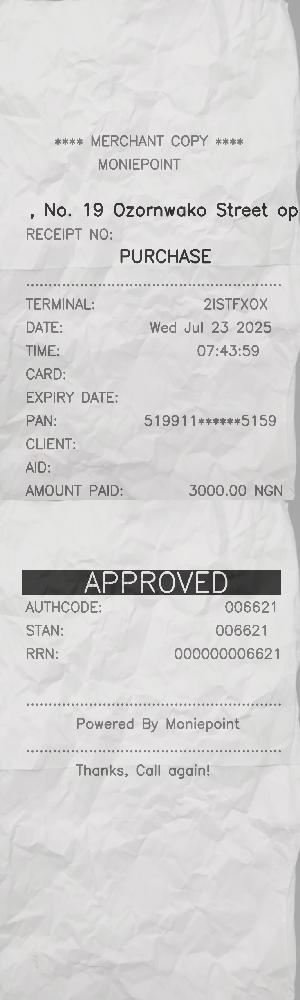 **** MERCHANT COPY ****
MONIEPOINT
, No. 19 Ozornwako Street op
RECEIPT NO:
PURCHASE
TERMINAL: 2ISTFXOX
DATE: Wed Jul 23 2025
TIME: 07:43:59
CARD:
EXPIRY DATE:
PAN: 519911******5159
CLIENT:
AID:
AMOUNT PAID: 3000.00 NGN
APPROVED
AUTHCODE: 006621
STAN: 006621
RRN: 000000006621
Powered By Moniepoint
Thanks, Call again!